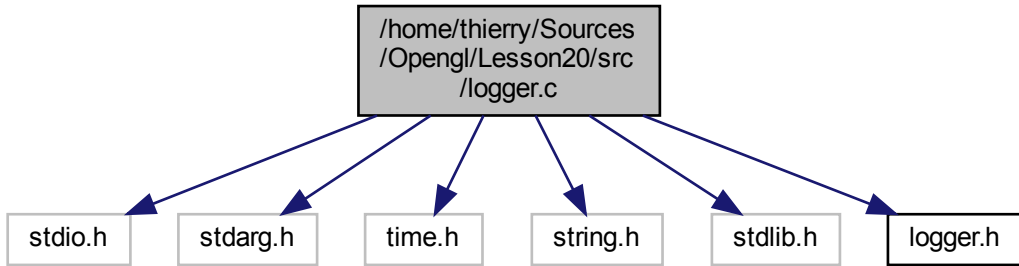 /home/thierry/Sources
/Opengl/Lesson20/src
/logger.c
stdio.h
stdarg.h
time.h
string.h
stdlib.h
logger.h